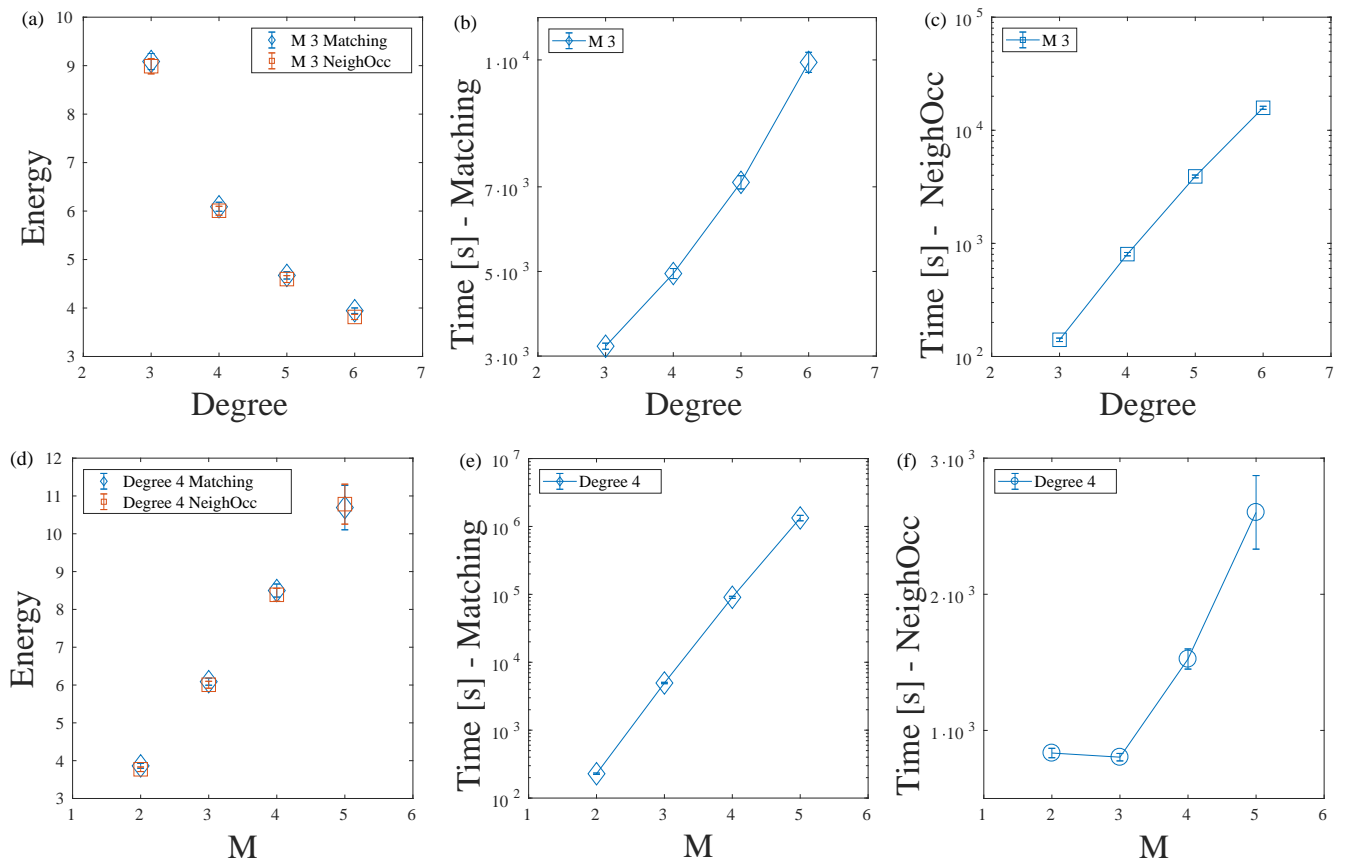 (a)
10
9
8
7
6
5
4
3
2
3
4
5
6
7
Energy
Degree
M 3 Matching
M 3 NeighOcc
(b)
1·10⁴
7·10³
5·10³
3·10³
2
3
4
5
6
7
Time [s] - Matching
Degree
M 3
(c)
10⁵
10⁴
10³
10²
2
3
4
5
6
7
Time [s] - NeighOcc
Degree
M 3
(d)
12
11
10
9
8
7
6
5
4
3
1
2
3
4
5
6
Energy
M
Degree 4 Matching
Degree 4 NeighOcc
(e)
10⁷
10⁶
10⁵
10⁴
10³
10²
1
2
3
4
5
6
Time [s] - Matching
M
Degree 4
(f)
3·10³
2·10³
1·10³
1
2
3
4
5
6
Time [s] - NeighOcc
M
Degree 4